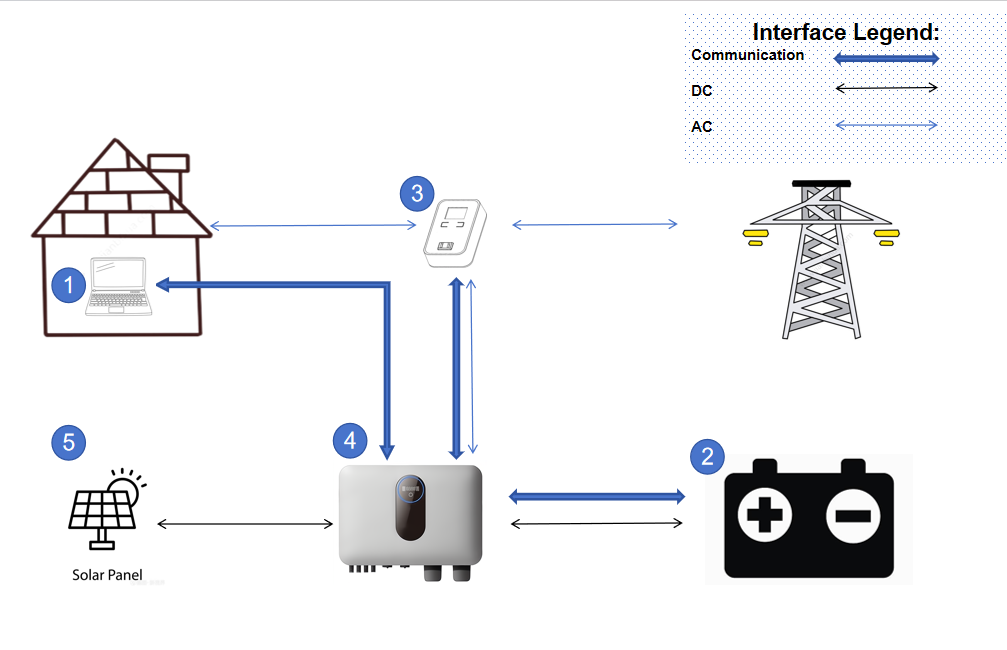 Interface Legend:
Communication
DC
AC
3
1
5
4
2
Solar Panel